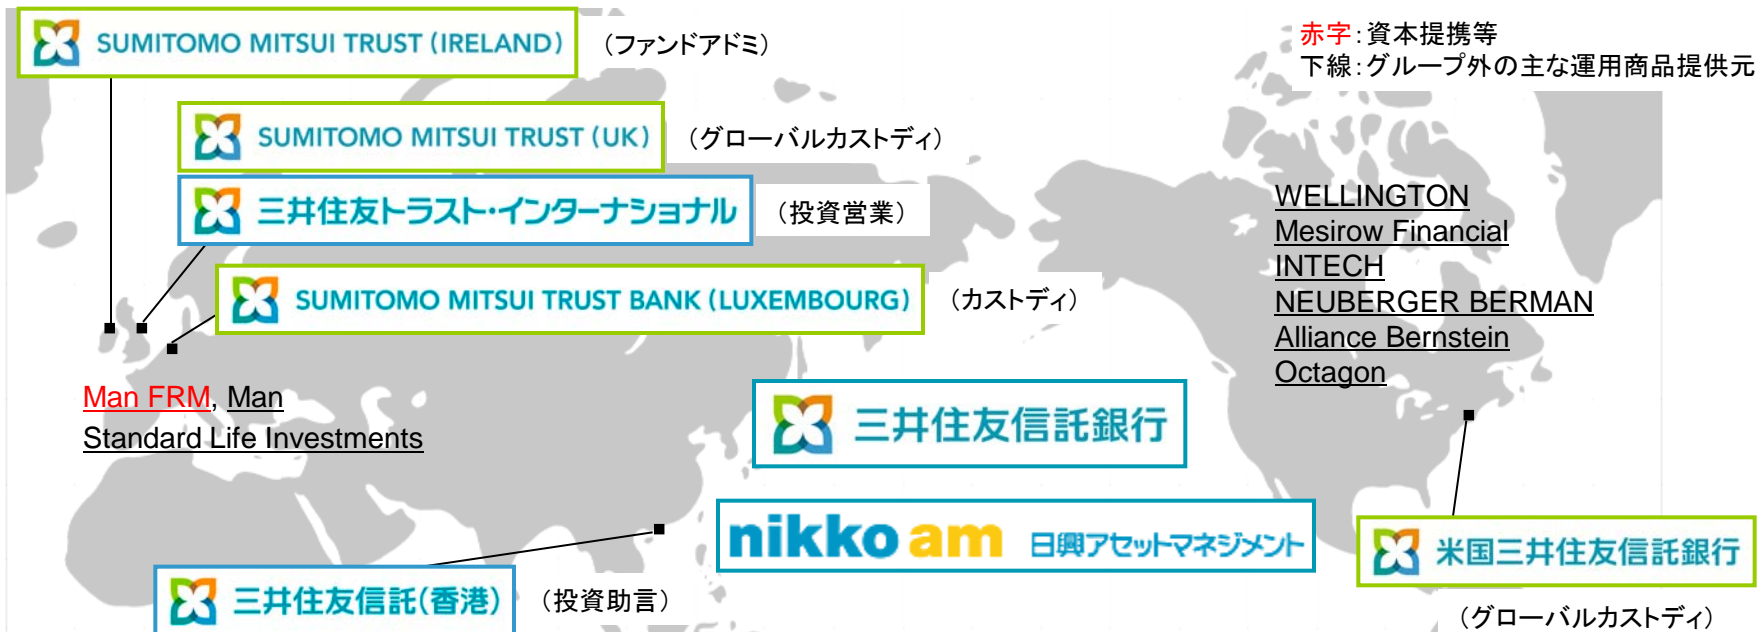 SUMITOMO MITSUI TRUST (IRELAND) (ファンドアドミ)
赤字:資本提携等
下線:グループ外の主な運用商品提供元
SUMITOMO MITSUI TRUST (UK) (グローバルカストディ)
三井住友トラスト・インターナショナル (投資営業)
SUMITOMO MITSUI TRUST BANK (LUXEMBOURG) (カストディ)
WELLINGTON
Mesirow Financial
INTECH
NEUBERGER BERMAN
Alliance Bernstein
Octagon
Man FRM, Man
Standard Life Investments
三井住友信託銀行
nikko am 日興アセットマネジメント
米国三井住友信託銀行
(グローバルカストディ)
三井住友信託(香港) (投資助言)